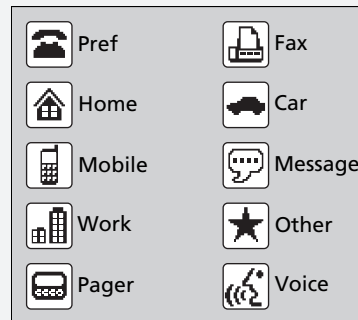 Pref
Fax
Home
Car
Mobile
Message
Work
Other
Pager
Voice